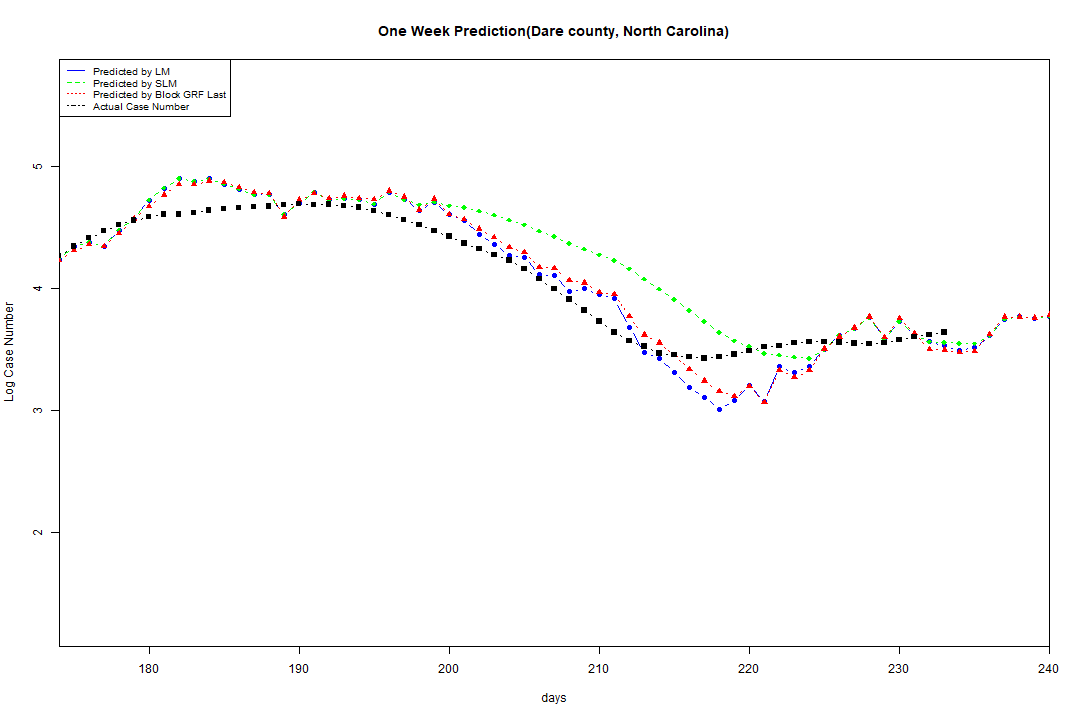 One Week Prediction(Dare county, North Carolina)
Predicted by LM
Predicted by SLM
Predicted by Block GRF Last
Actual Case Number
5
4
3
2
Log Case Number
180 190 200 210 220 230 240
days